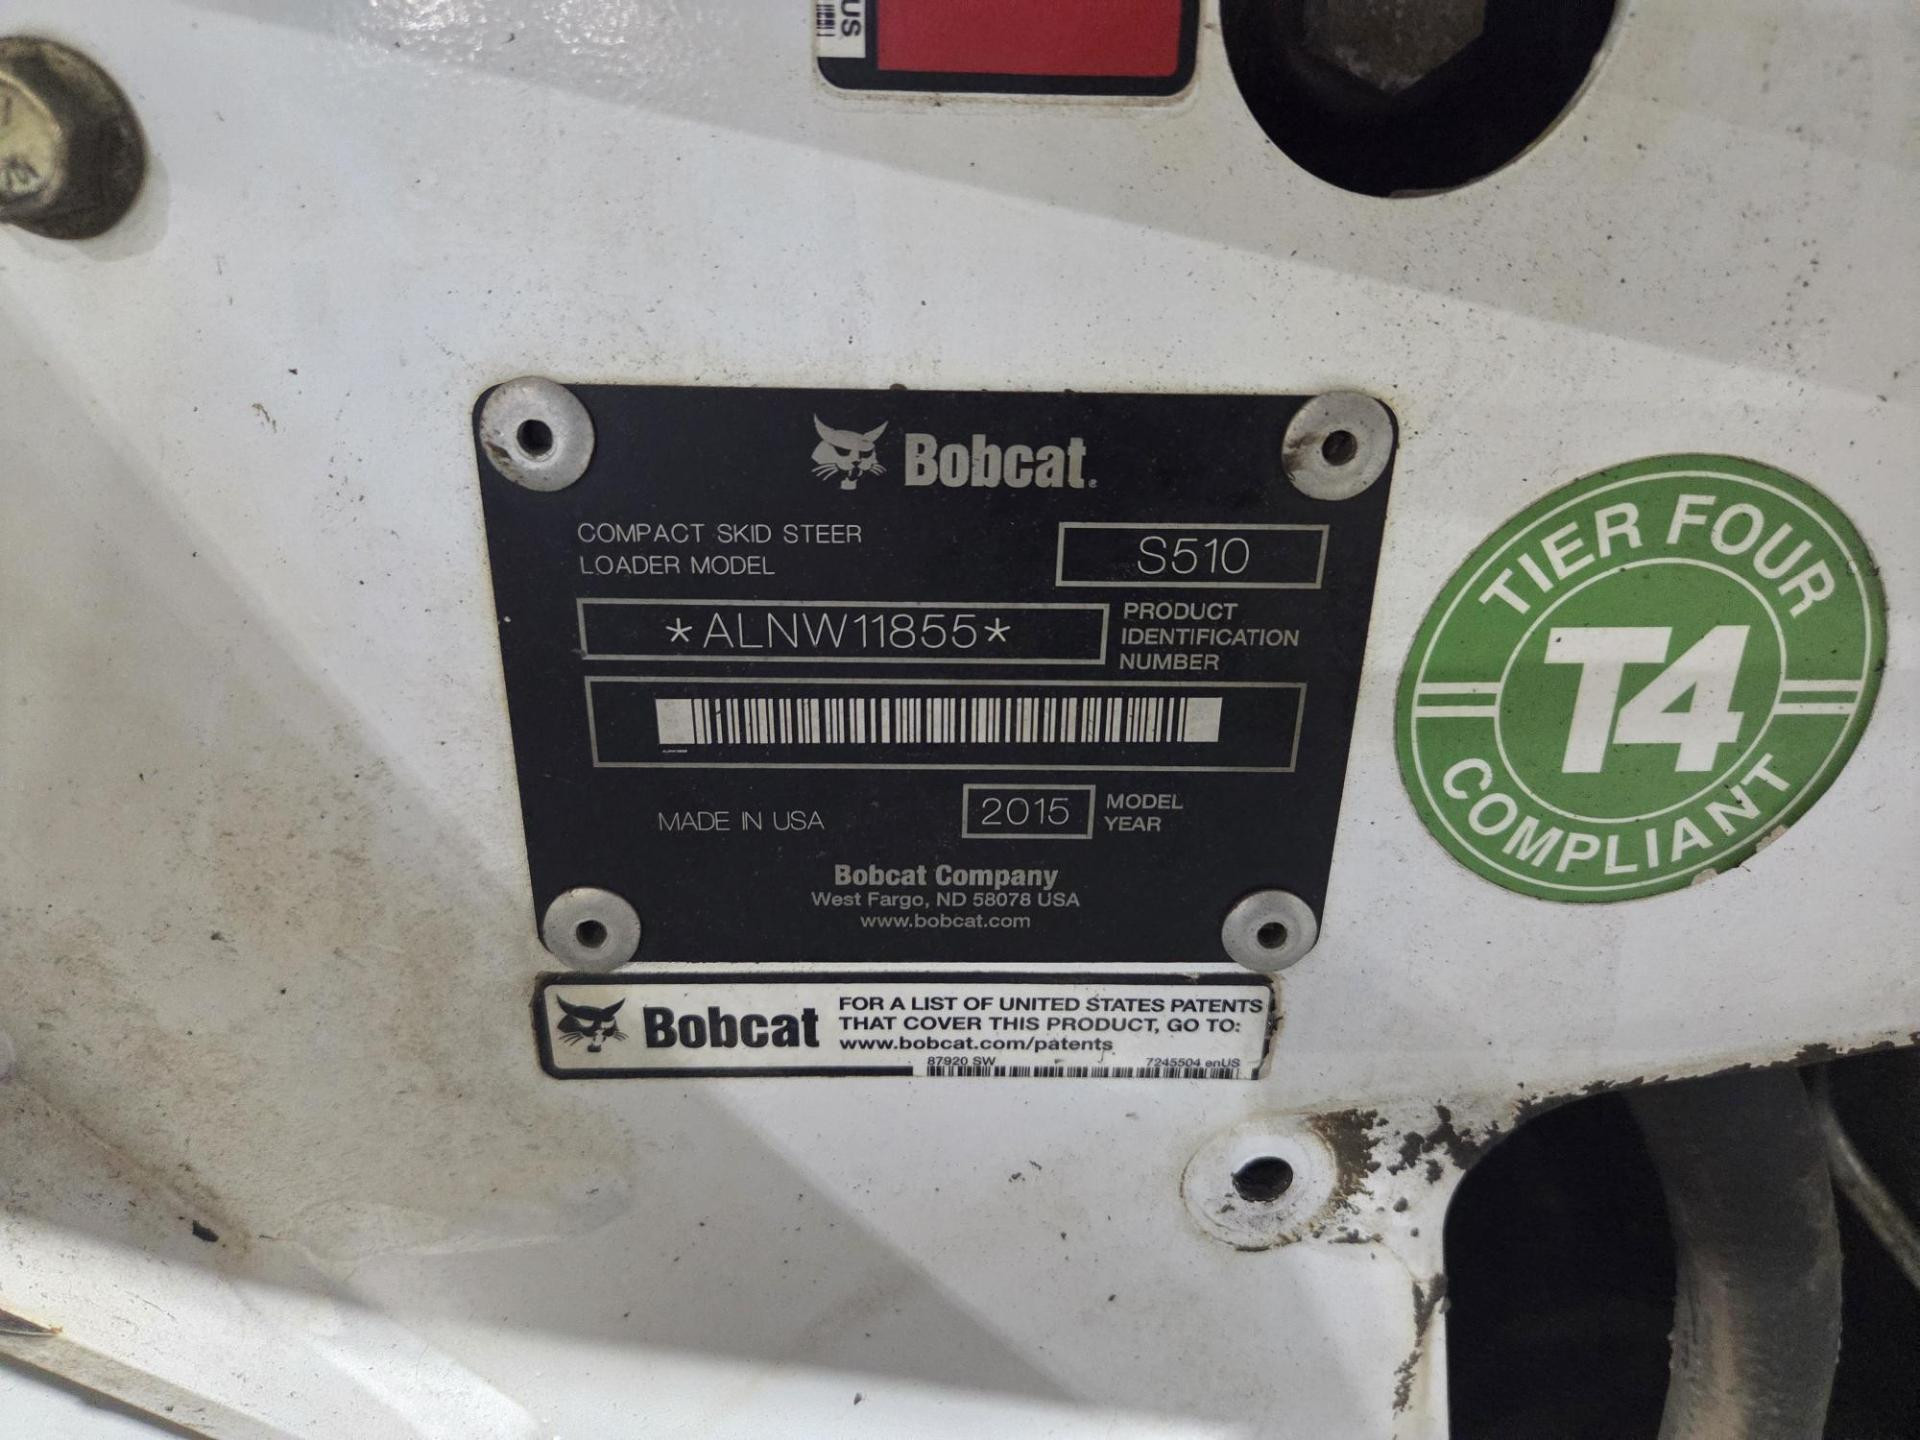 US
Bobcat
COMPACT SKID STEER
LOADER MODEL
S510
*ALNW11855*
PRODUCT
IDENTIFICATION
NUMBER
MADE IN USA
2015
MODEL
YEAR
Bobcat Company
West Fargo, ND 58078 USA
www.bobcat.com
TIER FOUR
T4
COMPLIANT
Bobcat
FOR A LIST OF UNITED STATES PATENTS
THAT COVER THIS PRODUCT, GO TO:
www.bobcat.com/patents
87920 SW
7245504 enUS